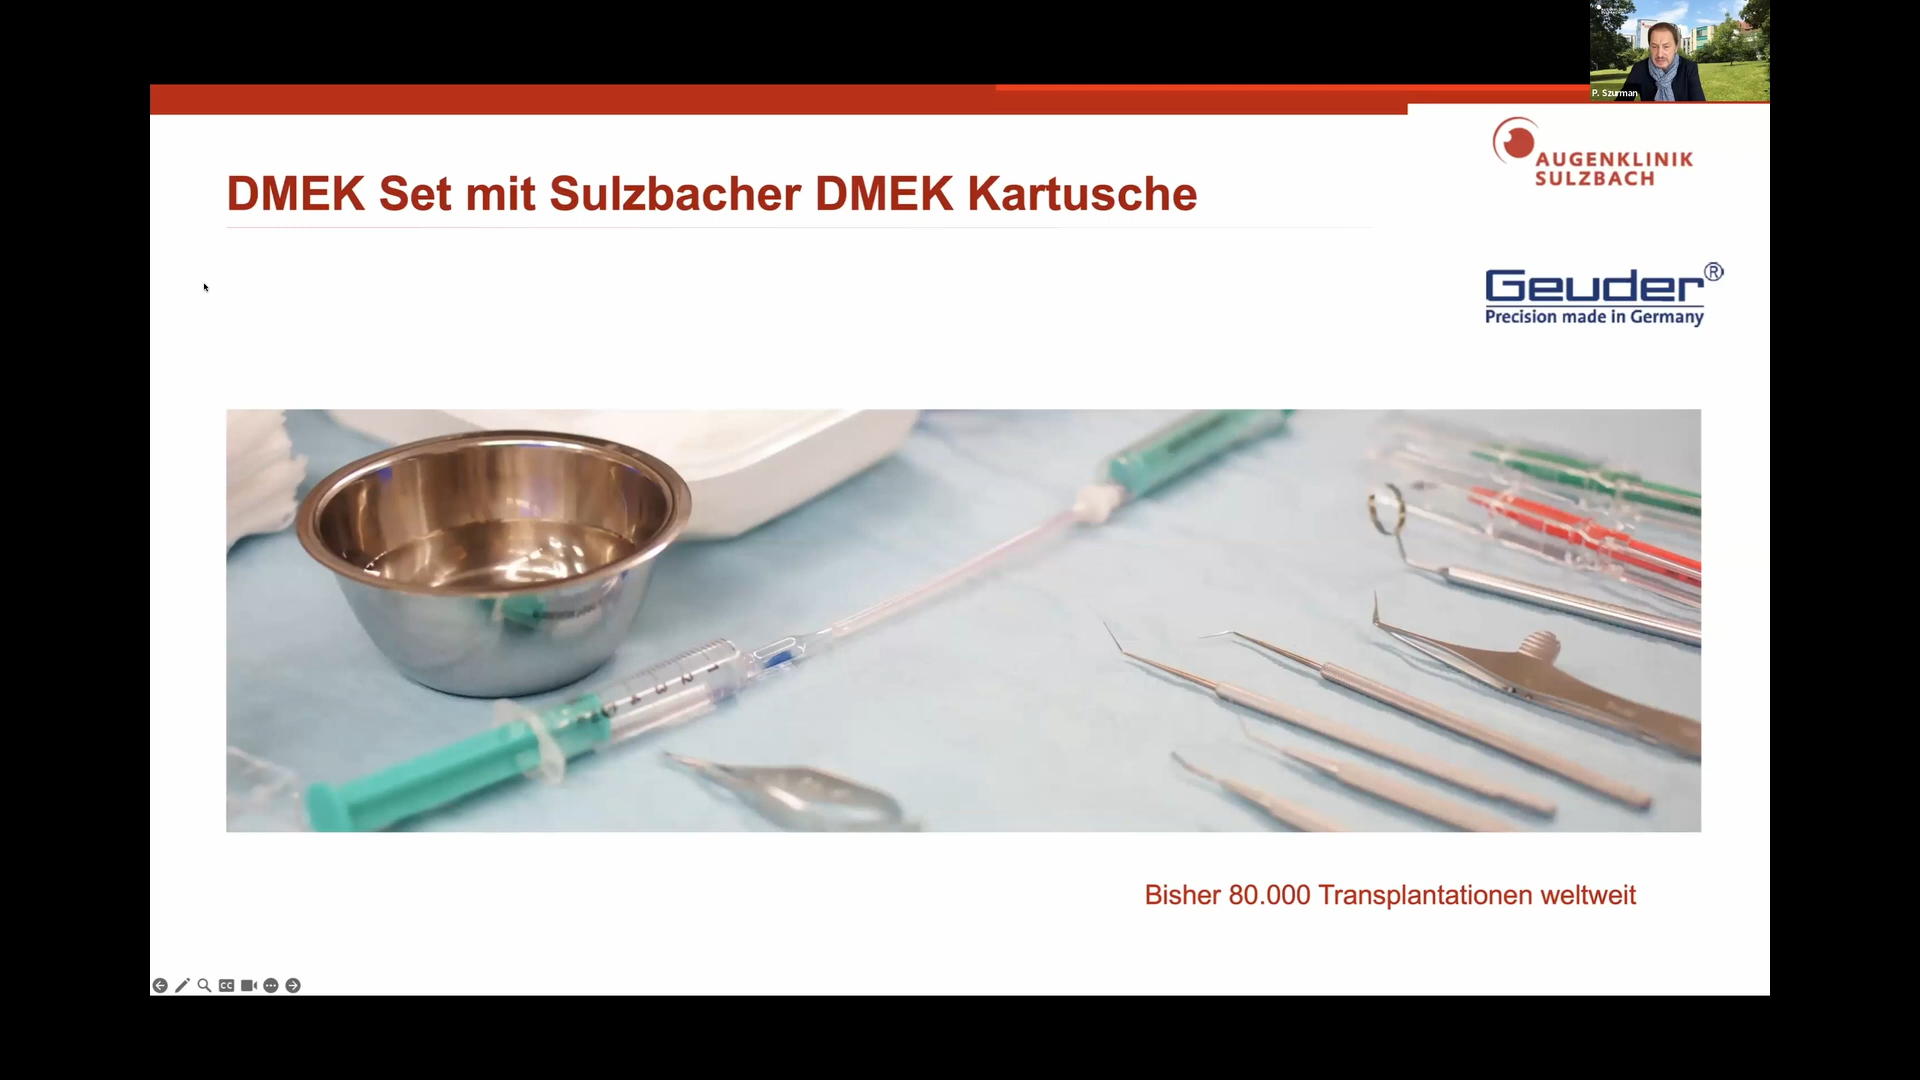 P. Szurman
AUGENKLINIK
SULZBACH
DMEK Set mit Sulzbacher DMEK Kartusche
Geuder®
Precision made in Germany
Bisher 80.000 Transplantationen weltweit
CC